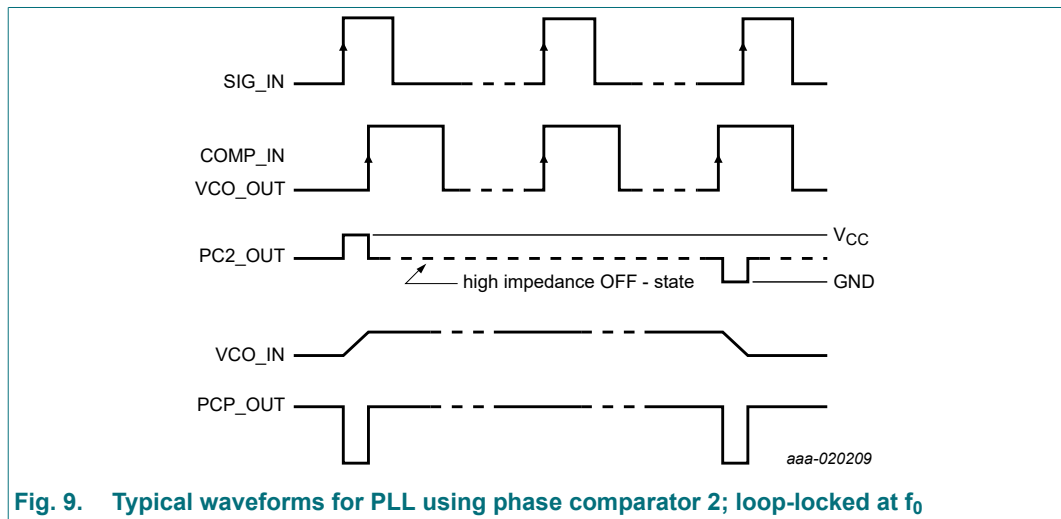 SIG_IN
COMP_IN
VCO_OUT
V_CC
PC2_OUT
high impedance OFF - state
GND
VCO_IN
PCP_OUT
aaa-020209
Fig. 9. Typical waveforms for PLL using phase comparator 2; loop-locked at f₀